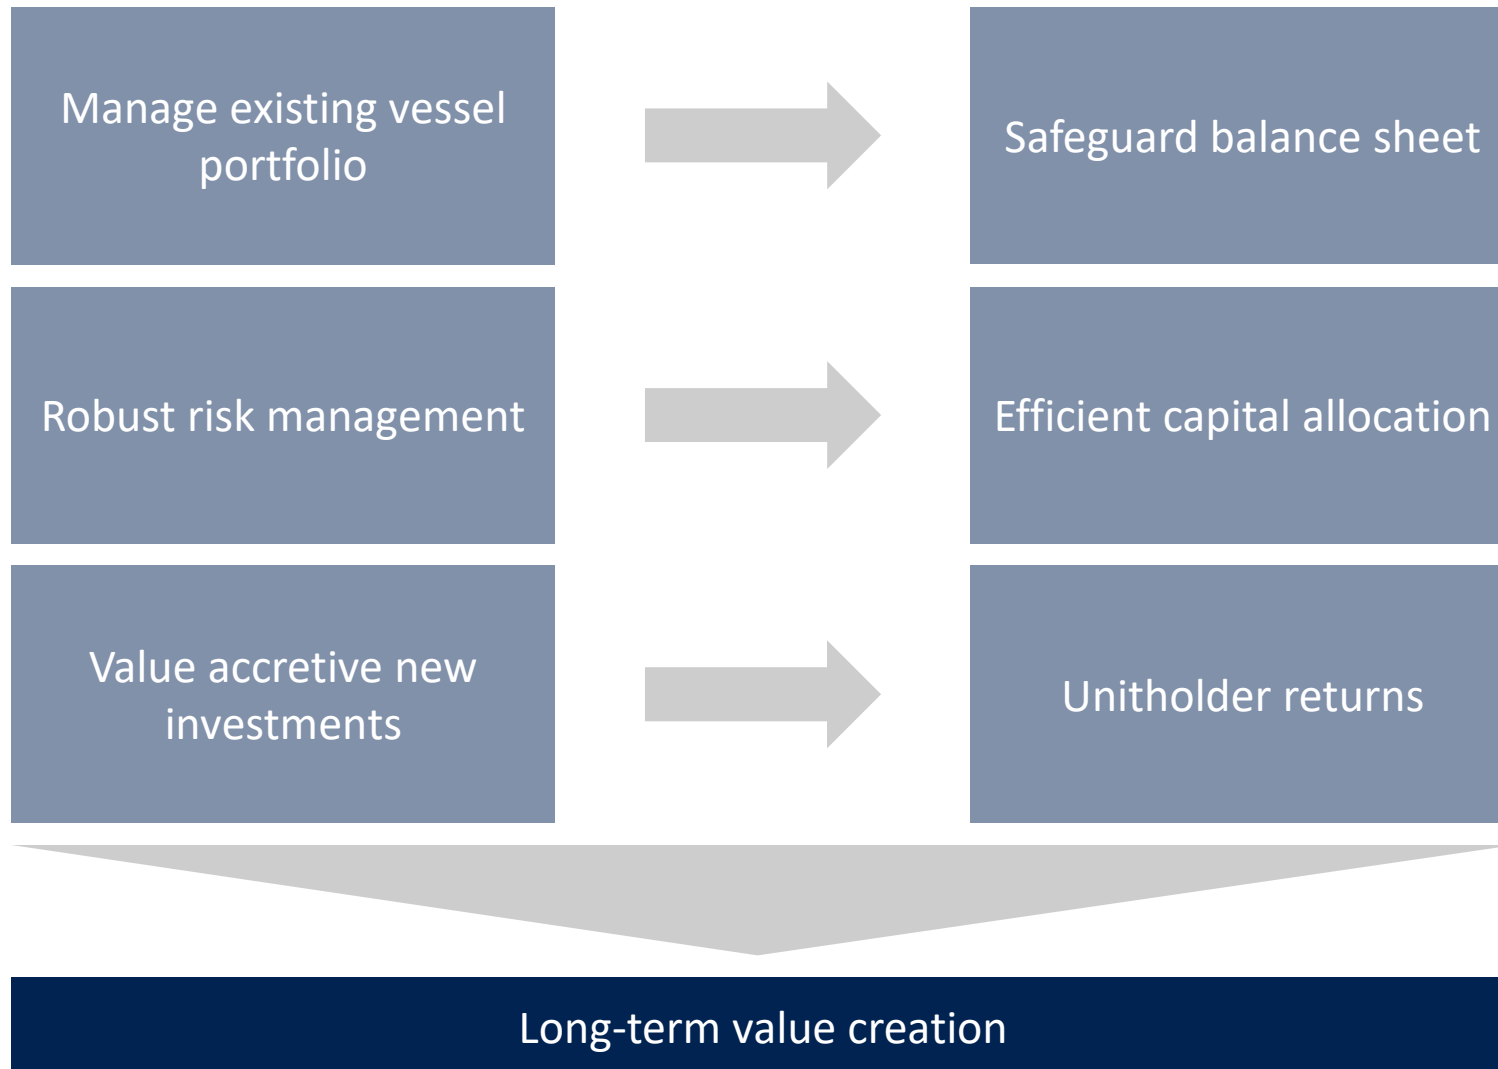 Manage existing vessel
portfolio
Safeguard balance sheet
Robust risk management
Efficient capital allocation
Value accretive new
investments
Unitholder returns
Long-term value creation